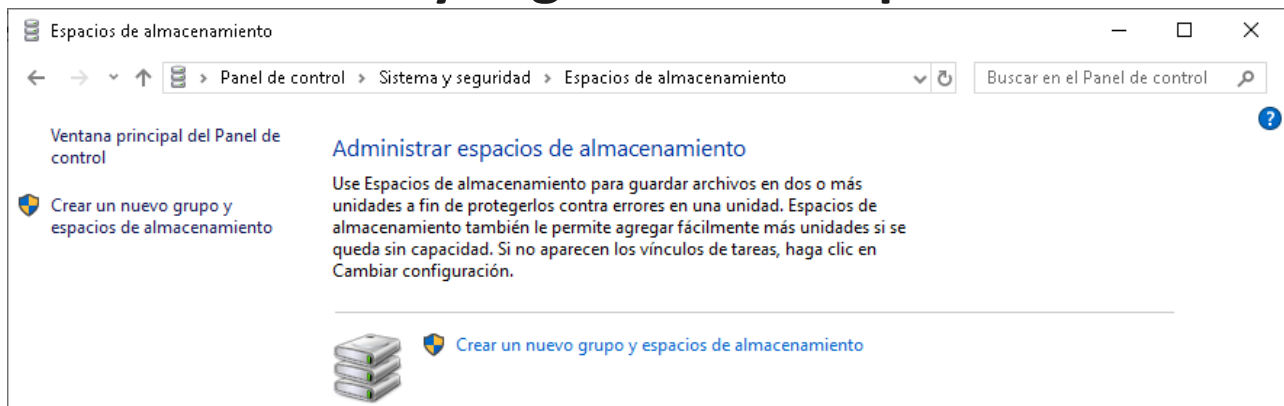 Espacios de almacenamiento
Panel de control > Sistema y seguridad > Espacios de almacenamiento
Buscar en el Panel de control
Ventana principal del Panel de
control
Crear un nuevo grupo y
espacios de almacenamiento
Administrar espacios de almacenamiento
Use Espacios de almacenamiento para guardar archivos en dos o más
unidades a fin de protegerlos contra errores en una unidad. Espacios de
almacenamiento también le permite agregar fácilmente más unidades si se
queda sin capacidad. Si no aparecen los vínculos de tareas, haga clic en
Cambiar configuración.
Crear un nuevo grupo y espacios de almacenamiento